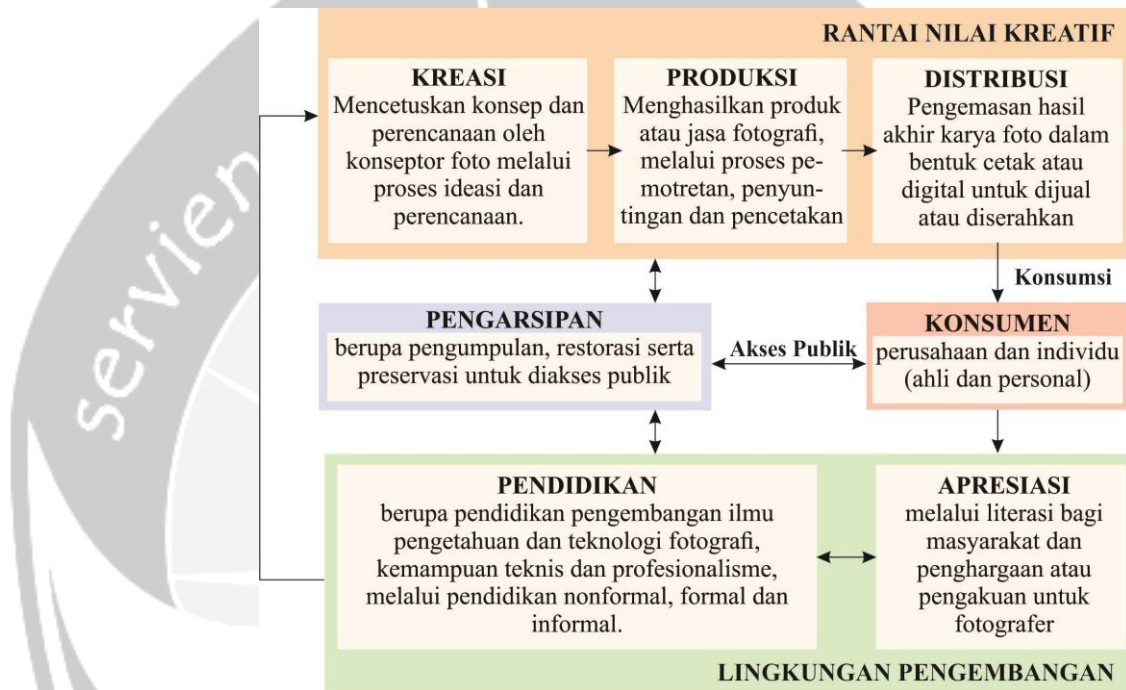 RANTAI NILAI KREATIF
KREASI
Mencetuskan konsep dan
perencanaan oleh
konseptor foto melalui
proses ideasi dan
perencanaan.
PRODUKSI
Menghasilkan produk
atau jasa fotografi,
melalui proses pe-
motretan, penyun-
tingan dan pencetakan
DISTRIBUSI
Pengemasan hasil
akhir karya foto dalam
bentuk cetak atau
digital untuk dijual
atau diserahkan
Konsumsi
servien
PENGARSIPAN
berupa pengumpulan, restorasi serta
preservasi untuk diakses publik
Akses Publik
KONSUMEN
perusahaan dan individu
(ahli dan personal)
PENDIDIKAN
berupa pendidikan pengembangan ilmu
pengetahuan dan teknologi fotografi,
kemampuan teknis dan profesionalisme,
melalui pendidikan nonformal, formal dan
informal.
APRESIASI
melalui literasi bagi
masyarakat dan
penghargaan atau
pengakuan untuk
fotografer
LINGKUNGAN PENGEMBANGAN